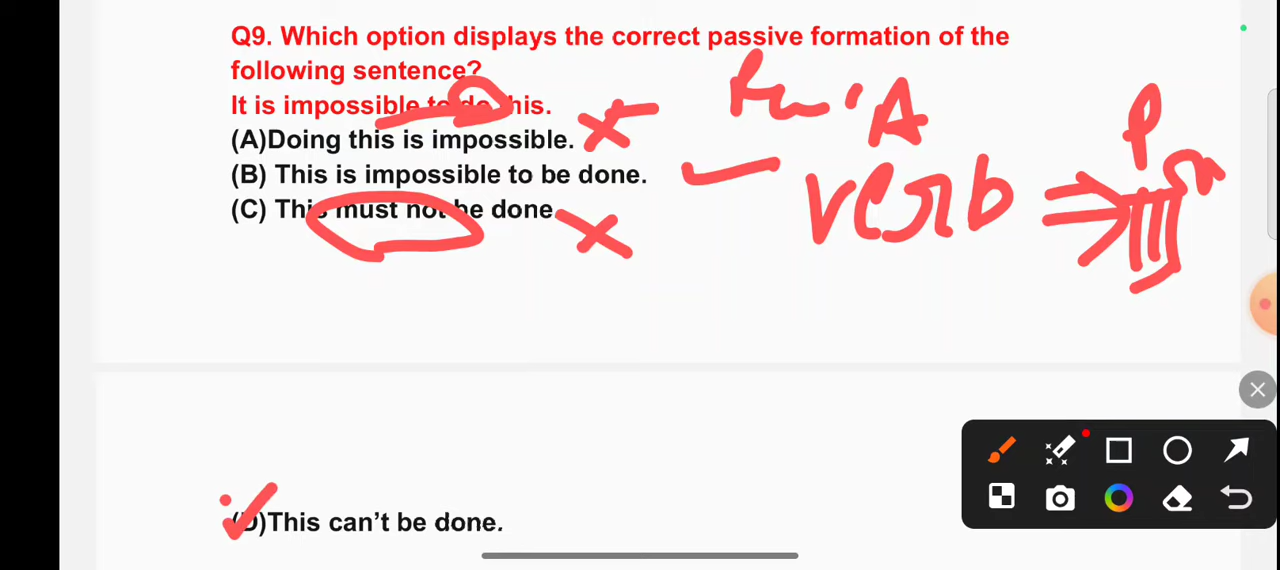 Q9. Which option displays the correct passive formation of the
following sentence?
It is impossible to do this.
(A)Doing this is impossible.
(B) This is impossible to be done.
(C) This must not be done.
verb
A
P
(D)This can't be done.